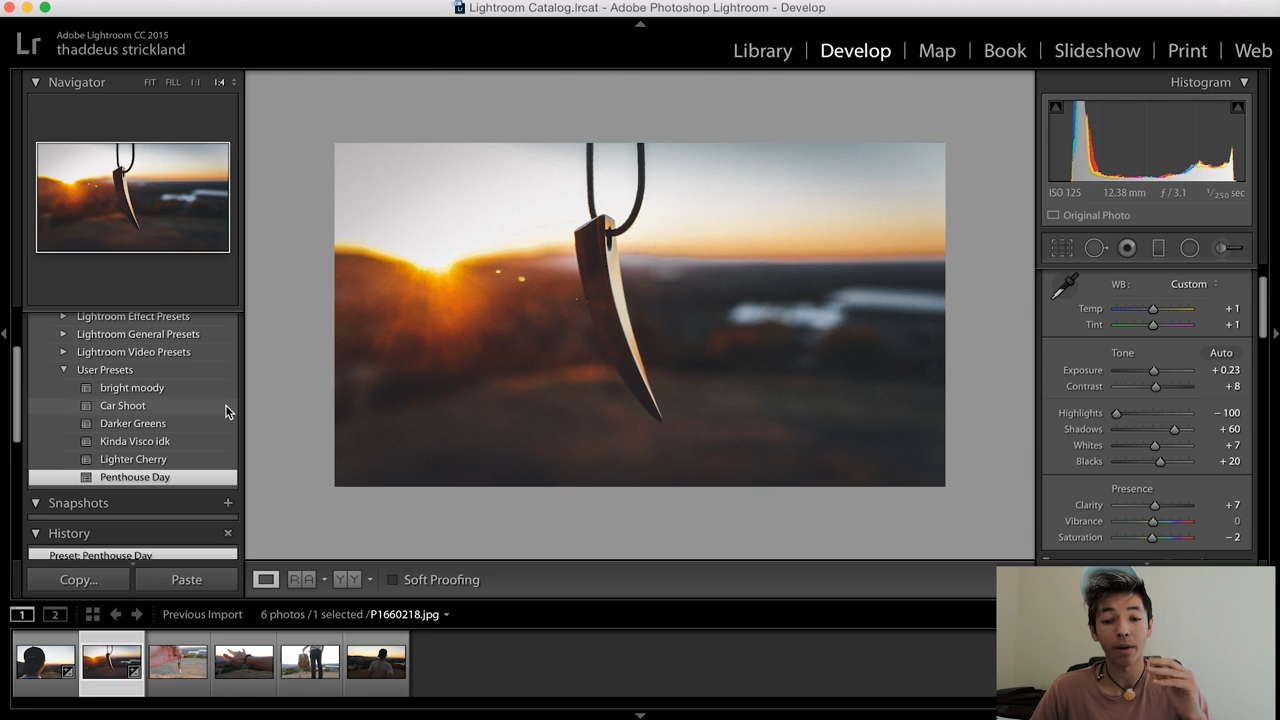 Lightroom Catalog.lrcat - Adobe Photoshop Lightroom - Develop
Lr
Adobe Lightroom CC 2015
thaddeus strickland
Library | Develop | Map | Book | Slideshow | Print | Web
Navigator FIT FILL 1:1 1:4
Histogram
ISO 125 12.38 mm ƒ / 3.1 1/250 sec
Original Photo
WB : Custom
Temp + 1
Tint + 1
Tone Auto
Exposure + 0.23
Contrast + 8
Highlights − 100
Shadows + 60
Whites + 7
Blacks + 20
Presence
Clarity + 7
Vibrance 0
Saturation − 2
Lightroom Effect Presets
Lightroom General Presets
Lightroom Video Presets
User Presets
bright moody
Car Shoot
Darker Greens
Kinda Visco idk
Lighter Cherry
Penthouse Day
Snapshots +
History ×
Preset: Penthouse Day
Copy... Paste
R A Y Y Soft Proofing
1 2 Previous Import 6 photos / 1 selected / P1660218.jpg